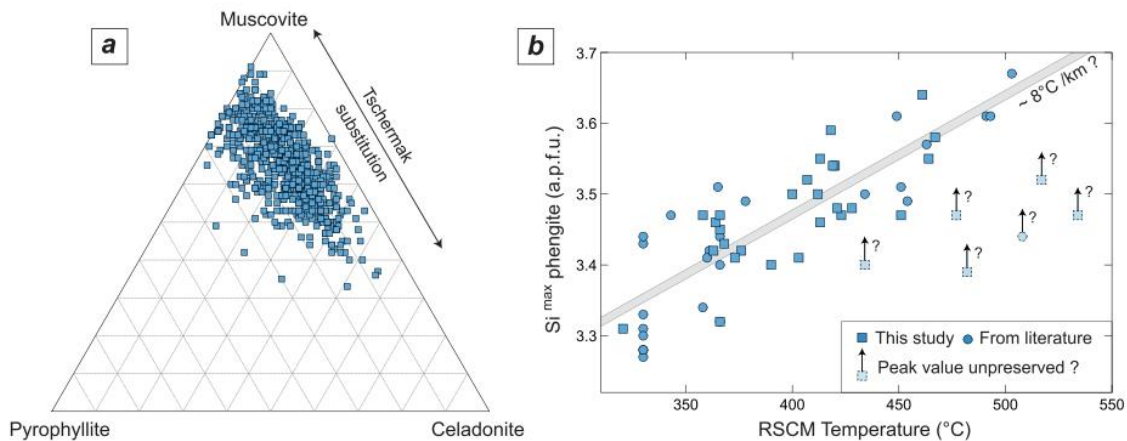 a
Muscovite
Tschermak
substitution
Pyrophyllite
Celadonite
b
3.7
3.6
3.5
3.4
3.3
Si max phengite (a.p.f.u.)
~ 8°C /km ?
?
?
?
?
?
?
This study
From literature
Peak value unpreserved ?
350
400
450
500
550
RSCM Temperature (°C)